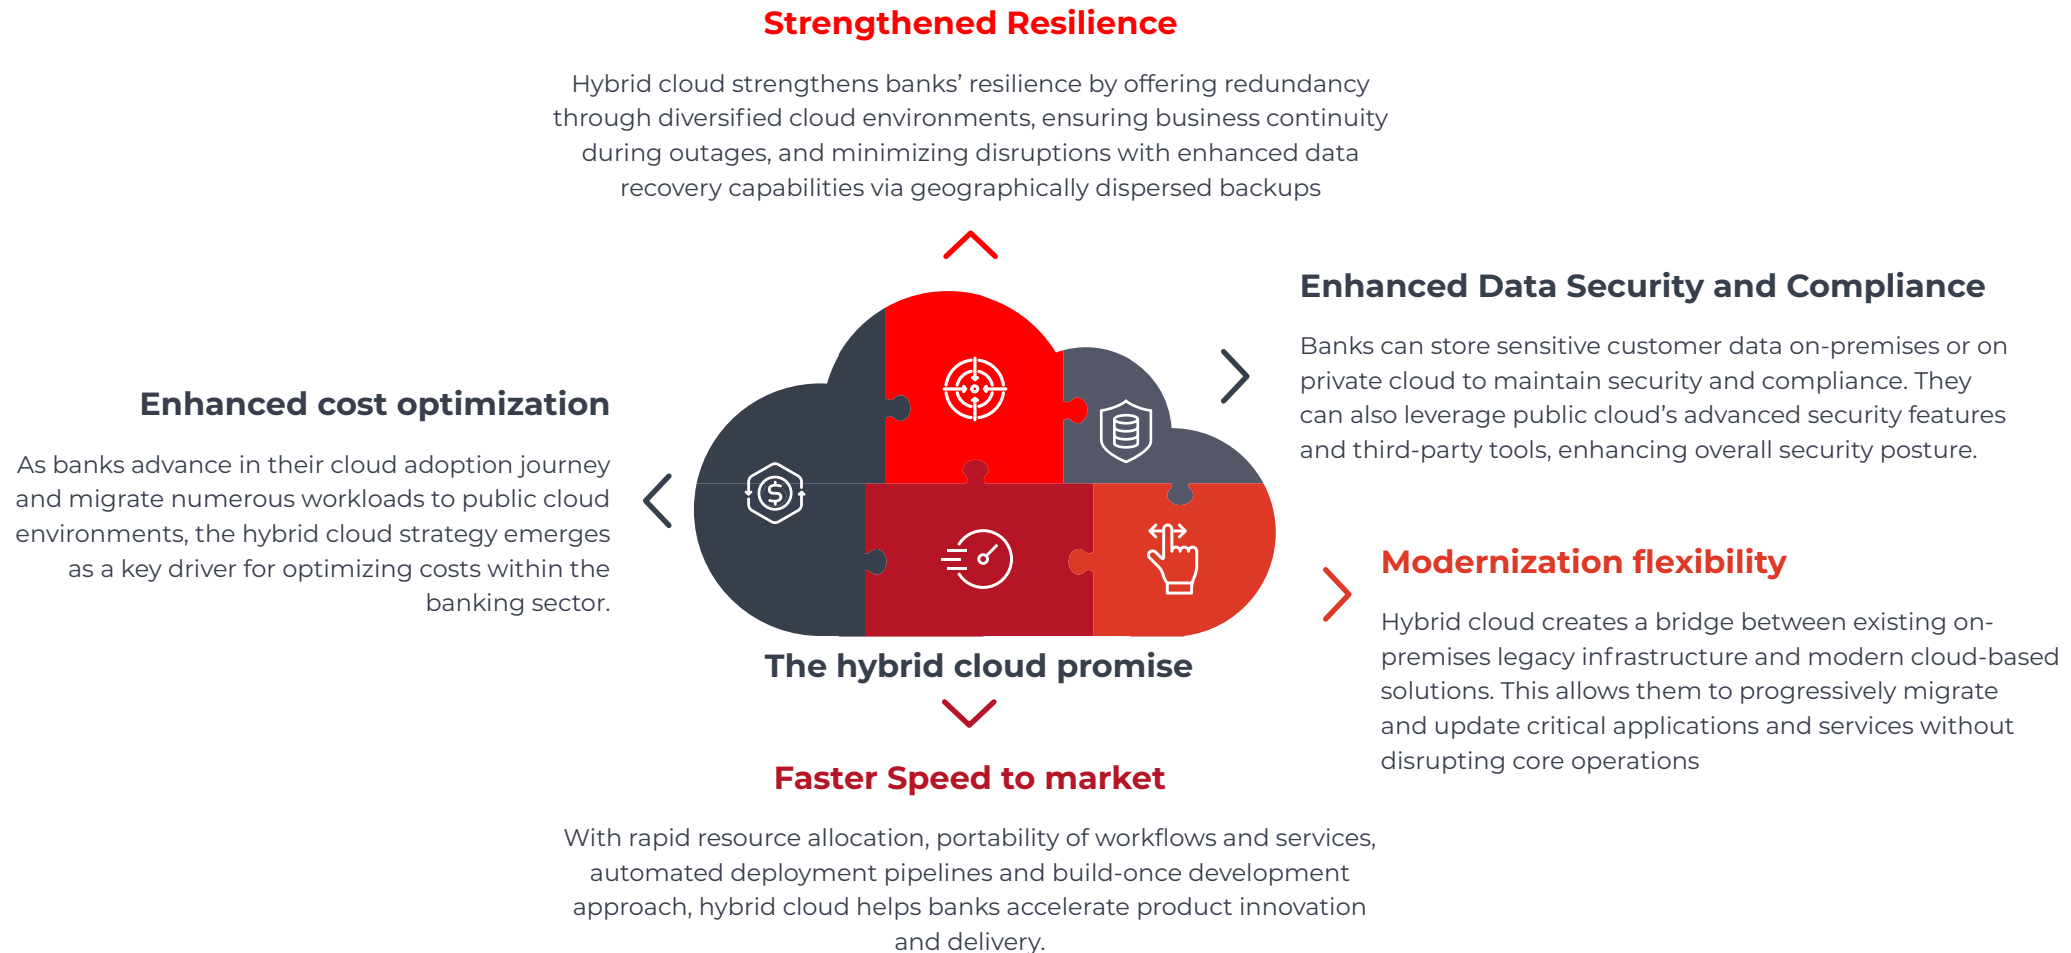 Strengthened Resilience
Hybrid cloud strengthens banks’ resilience by offering redundancy
through diversified cloud environments, ensuring business continuity
during outages, and minimizing disruptions with enhanced data
recovery capabilities via geographically dispersed backups
Enhanced Data Security and Compliance
Banks can store sensitive customer data on-premises or on
private cloud to maintain security and compliance. They
can also leverage public cloud’s advanced security features
and third-party tools, enhancing overall security posture.
Enhanced cost optimization
As banks advance in their cloud adoption journey
and migrate numerous workloads to public cloud
environments, the hybrid cloud strategy emerges
as a key driver for optimizing costs within the
banking sector.
Modernization flexibility
Hybrid cloud creates a bridge between existing on-
premises legacy infrastructure and modern cloud-based
solutions. This allows them to progressively migrate
and update critical applications and services without
disrupting core operations
The hybrid cloud promise
Faster Speed to market
With rapid resource allocation, portability of workflows and services,
automated deployment pipelines and build-once development
approach, hybrid cloud helps banks accelerate product innovation
and delivery.